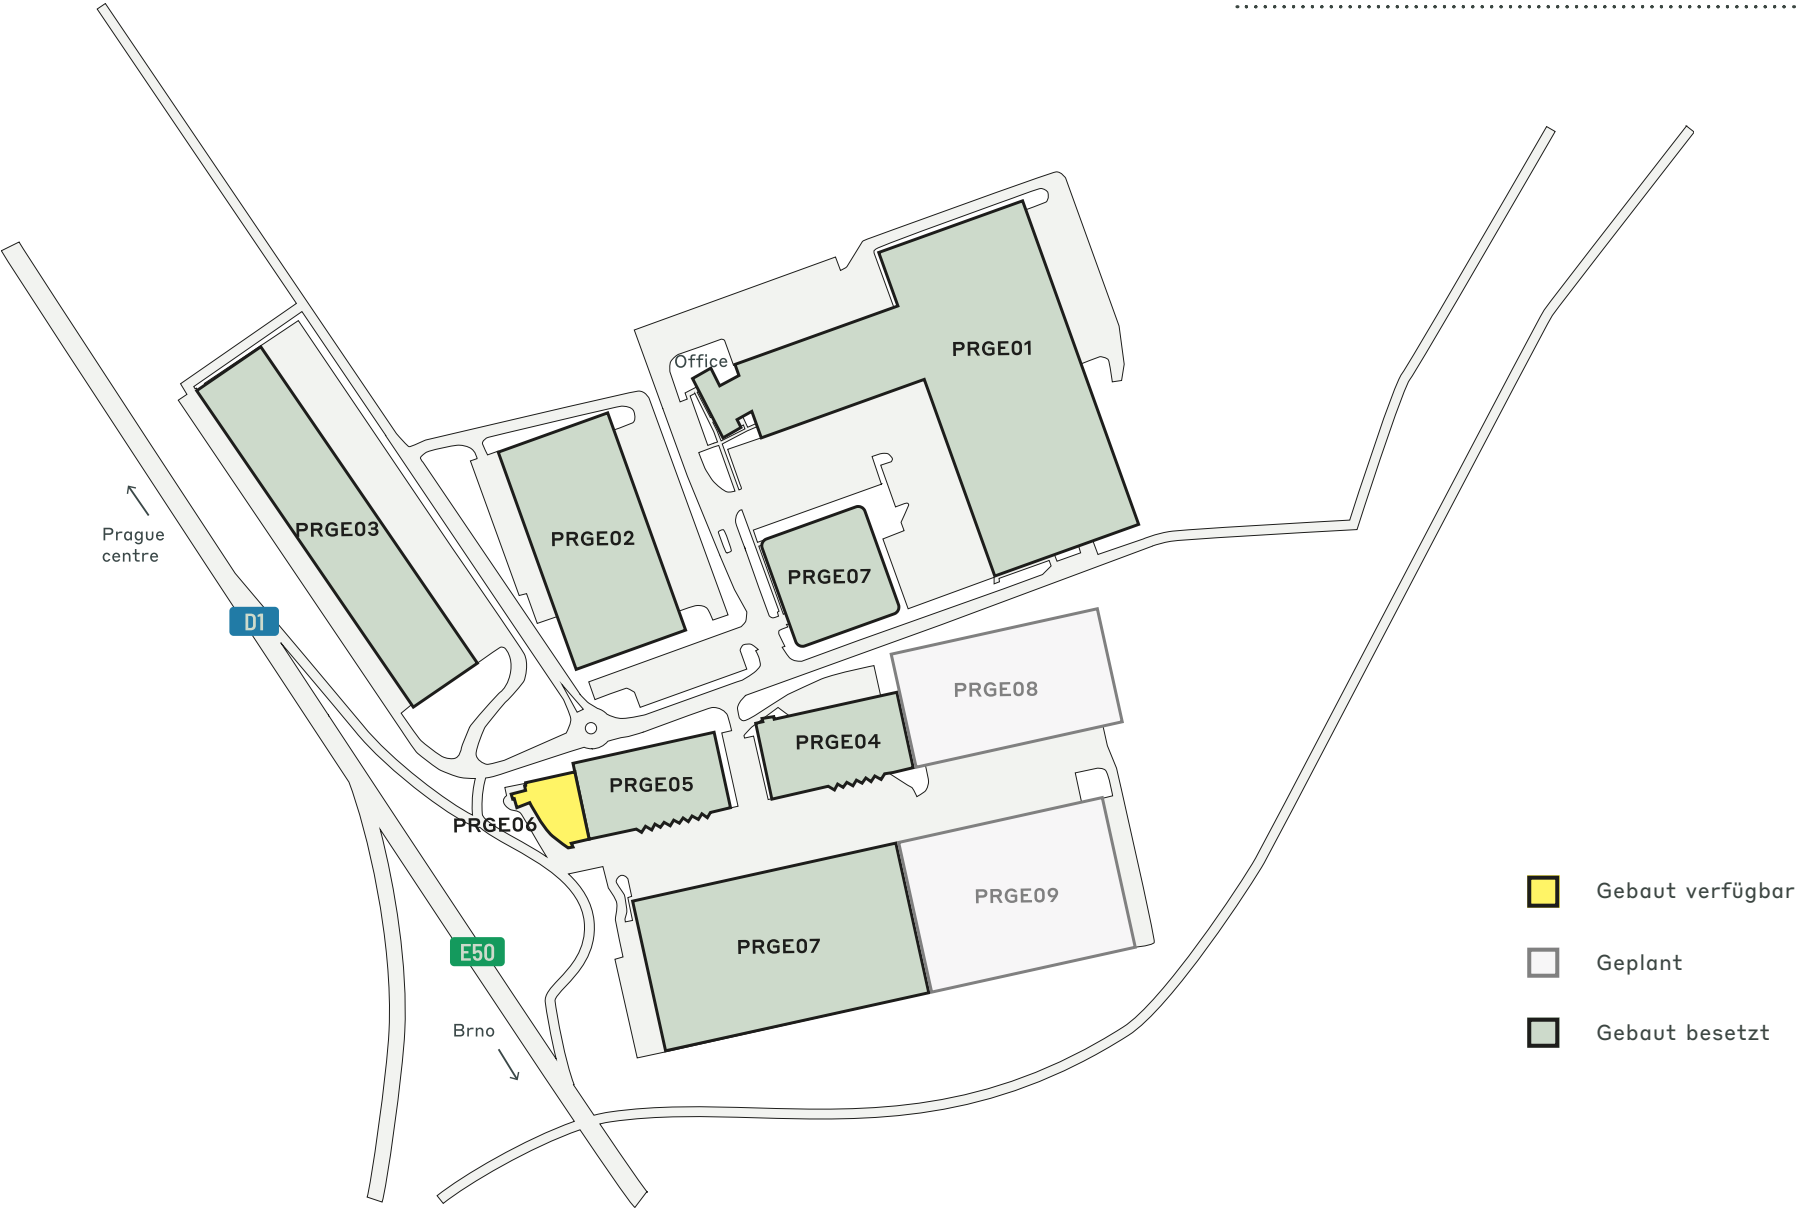 Office
PRGE01
PRGE03
PRGE02
Prague
centre
PRGE07
D1
PRGE08
PRGE04
PRGE05
PRGE06
PRGE09
PRGE07
E50
Brno
Gebaut verfügbar
Geplant
Gebaut besetzt